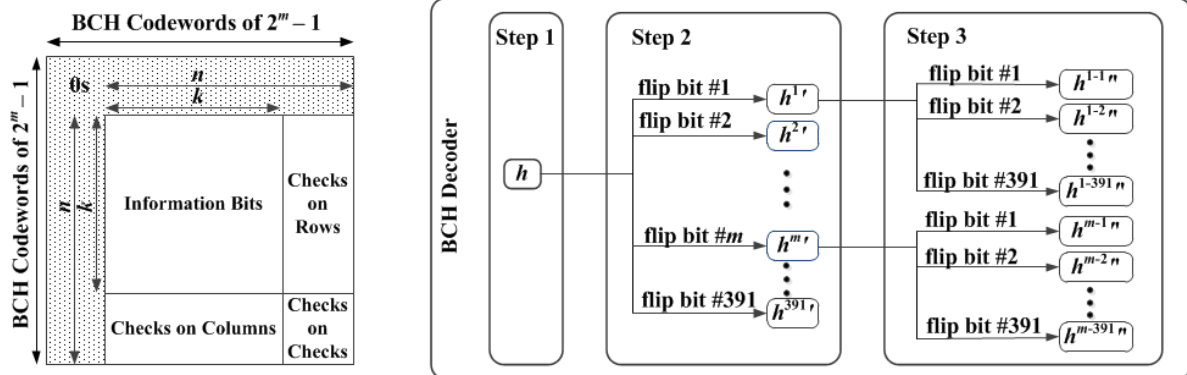 BCH Codewords of 2^m – 1
BCH Codewords of 2^m – 1
0s
n
k
n
k
Information Bits
Checks
on
Rows
Checks on Columns
Checks
on
Checks
BCH Decoder
Step 1
h
Step 2
flip bit #1
h^1′
flip bit #2
h^2′
flip bit #m
h^m′
flip bit #391
h^391′
Step 3
flip bit #1
h^1-1″
flip bit #2
h^1-2″
flip bit #391
h^1-391″
flip bit #1
h^m-1″
flip bit #2
h^m-2″
flip bit #391
h^m-391″